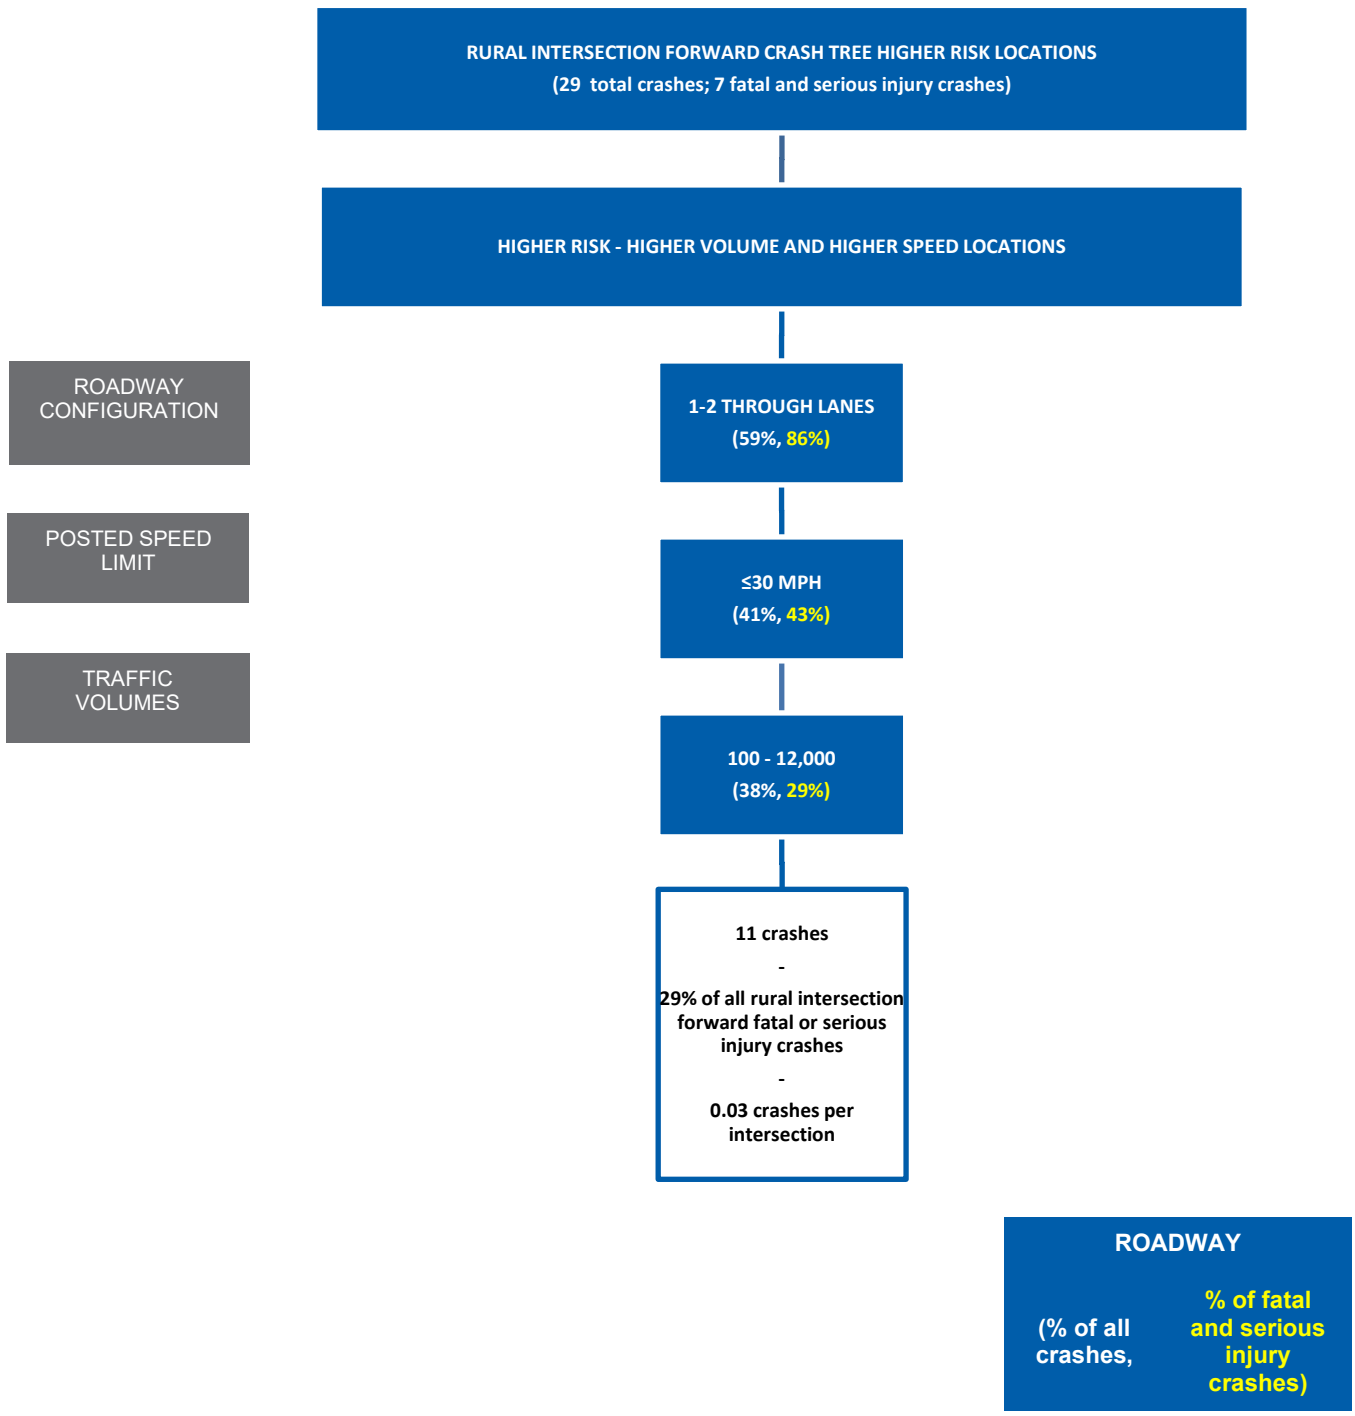 RURAL INTERSECTION FORWARD CRASH TREE HIGHER RISK LOCATIONS
(29  total crashes; 7 fatal and serious injury crashes)
HIGHER RISK - HIGHER VOLUME AND HIGHER SPEED LOCATIONS
ROADWAY
CONFIGURATION
1-2 THROUGH LANES
(59%, 86%)
POSTED SPEED
LIMIT
≤30 MPH
(41%, 43%)
TRAFFIC
VOLUMES
100 - 12,000
(38%, 29%)
11 crashes
-
29% of all rural intersection
forward fatal or serious
injury crashes
-
0.03 crashes per
intersection
ROADWAY
(% of all
crashes,
% of fatal
and serious
injury
crashes)